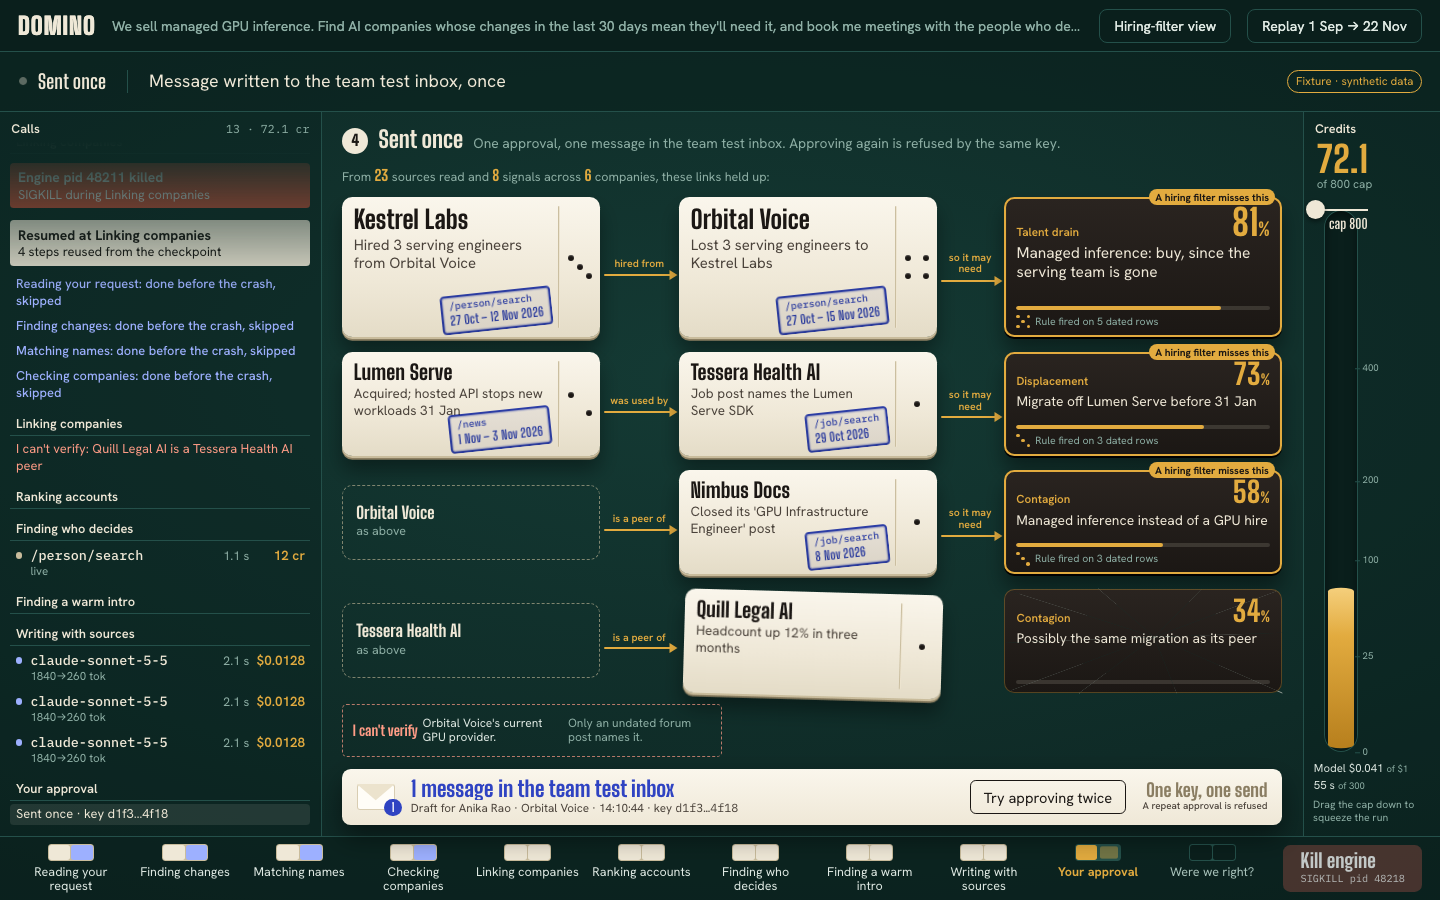 DOMINO
We sell managed GPU inference. Find AI companies whose changes in the last 30 days mean they'll need it, and book me meetings with the people who de...
Hiring-filter view
Replay 1 Sep → 22 Nov
Sent once
Message written to the team test inbox, once
Fixture · synthetic data
Calls
13 · 72.1 cr
Engine pid 48211 killed
SIGKILL during Linking companies
Resumed at Linking companies
4 steps reused from the checkpoint
Reading your request: done before the crash,
skipped
Finding changes: done before the crash, skipped
Matching names: done before the crash, skipped
Checking companies: done before the crash,
skipped
Linking companies
I can't verify: Quill Legal AI is a Tessera Health AI
peer
Ranking accounts
Finding who decides
/person/search 1.1 s 12 cr
live
Finding a warm intro
Writing with sources
claude-sonnet-5-5 2.1 s $0.0128
1840→260 tok
claude-sonnet-5-5 2.1 s $0.0128
1840→260 tok
claude-sonnet-5-5 2.1 s $0.0128
1840→260 tok
Your approval
Sent once · key d1f3…4f18
4 Sent once One approval, one message in the team test inbox. Approving again is refused by the same key.
From 23 sources read and 8 signals across 6 companies, these links held up:
Kestrel Labs
Hired 3 serving engineers
from Orbital Voice
/person/search
27 Oct – 12 Nov 2026
hired from
Orbital Voice
Lost 3 serving engineers to
Kestrel Labs
/person/search
27 Oct – 15 Nov 2026
so it may
need
A hiring filter misses this
Talent drain
81%
Managed inference: buy, since the
serving team is gone
Rule fired on 5 dated rows
Lumen Serve
Acquired; hosted API stops new
workloads 31 Jan
/news
1 Nov – 3 Nov 2026
was used by
Tessera Health AI
Job post names the Lumen
Serve SDK
/job/search
29 Oct 2026
so it may
need
A hiring filter misses this
Displacement
73%
Migrate off Lumen Serve before 31 Jan
Rule fired on 3 dated rows
Orbital Voice
as above
is a peer of
Nimbus Docs
Closed its 'GPU Infrastructure
Engineer' post
/job/search
8 Nov 2026
so it may
need
A hiring filter misses this
Contagion
58%
Managed inference instead of a GPU hire
Rule fired on 3 dated rows
Tessera Health AI
as above
is a peer of
Quill Legal AI
Headcount up 12% in three
months
Contagion
34%
Possibly the same migration as its peer
I can't verify
Orbital Voice's current
GPU provider.
Only an undated forum
post names it.
1 message in the team test inbox
Draft for Anika Rao · Orbital Voice · 14:10:44 · key d1f3…4f18
Try approving twice
One key, one send
A repeat approval is refused
Credits
72.1
of 800 cap
cap 800
400
200
100
25
0
Model $0.041 of $1
55 s of 300
Drag the cap down to
squeeze the run
Reading your
request
Finding changes
Matching names
Checking
companies
Linking companies
Ranking accounts
Finding who
decides
Finding a warm
intro
Writing with
sources
Your approval
Were we right?
Kill engine
SIGKILL pid 48218